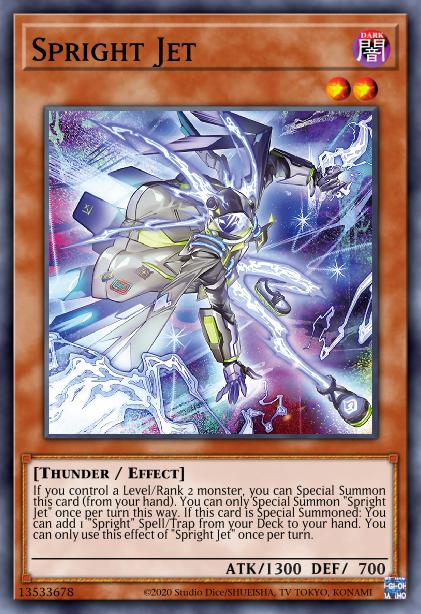 Spright Jet
DARK
闇
[Thunder / Effect]
If you control a Level/Rank 2 monster, you can Special Summon
this card (from your hand). You can only Special Summon "Spright
Jet" once per turn this way. If this card is Special Summoned: You
can add 1 "Spright" Spell/Trap from your Deck to your hand. You
can only use this effect of "Spright Jet" once per turn.
ATK/1300 DEF/ 700
13533678
©2020 Studio Dice/SHUEISHA, TV TOKYO, KONAMI